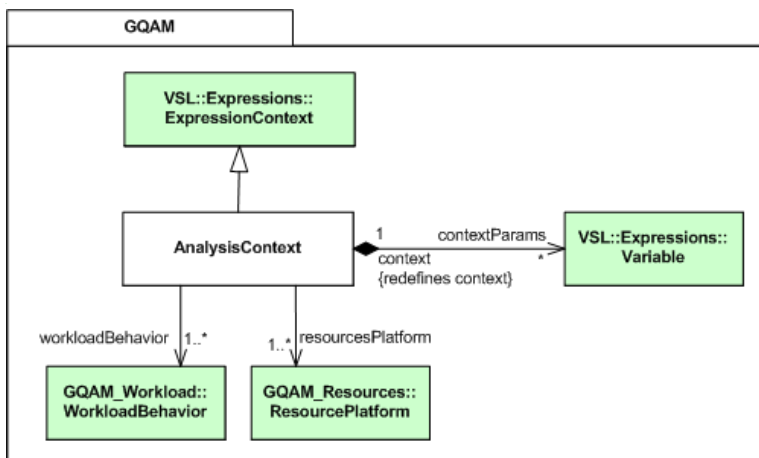 GQAM
VSL::Expressions::
ExpressionContext
AnalysisContext
1
contextParams
context
*
{redefines context}
VSL::Expressions::
Variable
workloadBehavior
1..*
1..*
resourcesPlatform
GQAM_Workload::
WorkloadBehavior
GQAM_Resources::
ResourcePlatform